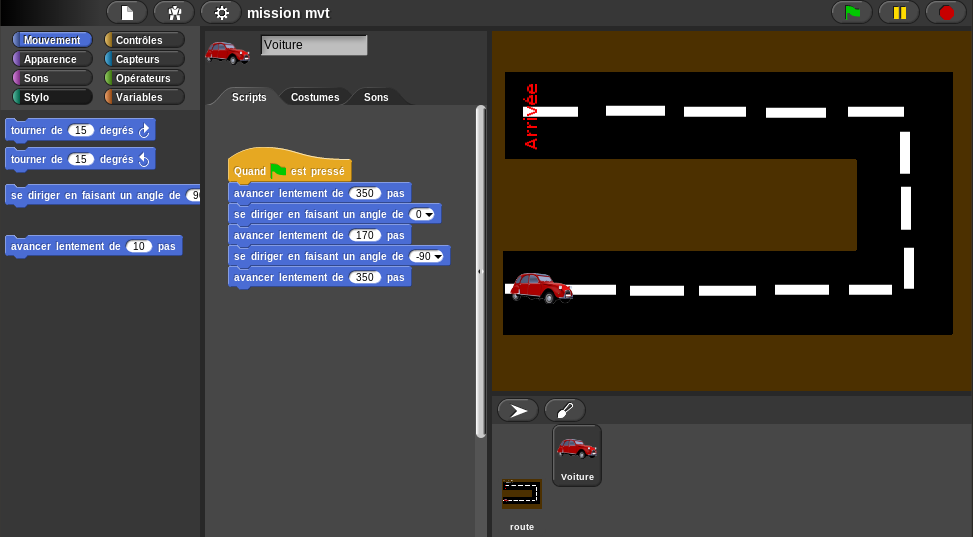 mission mvt
Mouvement
Contrôles
Apparence
Capteurs
Sons
Opérateurs
Stylo
Variables
tourner de 15 degrés
tourner de 15 degrés
se diriger en faisant un angle de
avancer lentement de 10 pas
Voiture
Scripts Costumes Sons
Quand est pressé
avancer lentement de 350 pas
se diriger en faisant un angle de 0
avancer lentement de 170 pas
se diriger en faisant un angle de -90
avancer lentement de 350 pas
Arrivée
Voiture
route